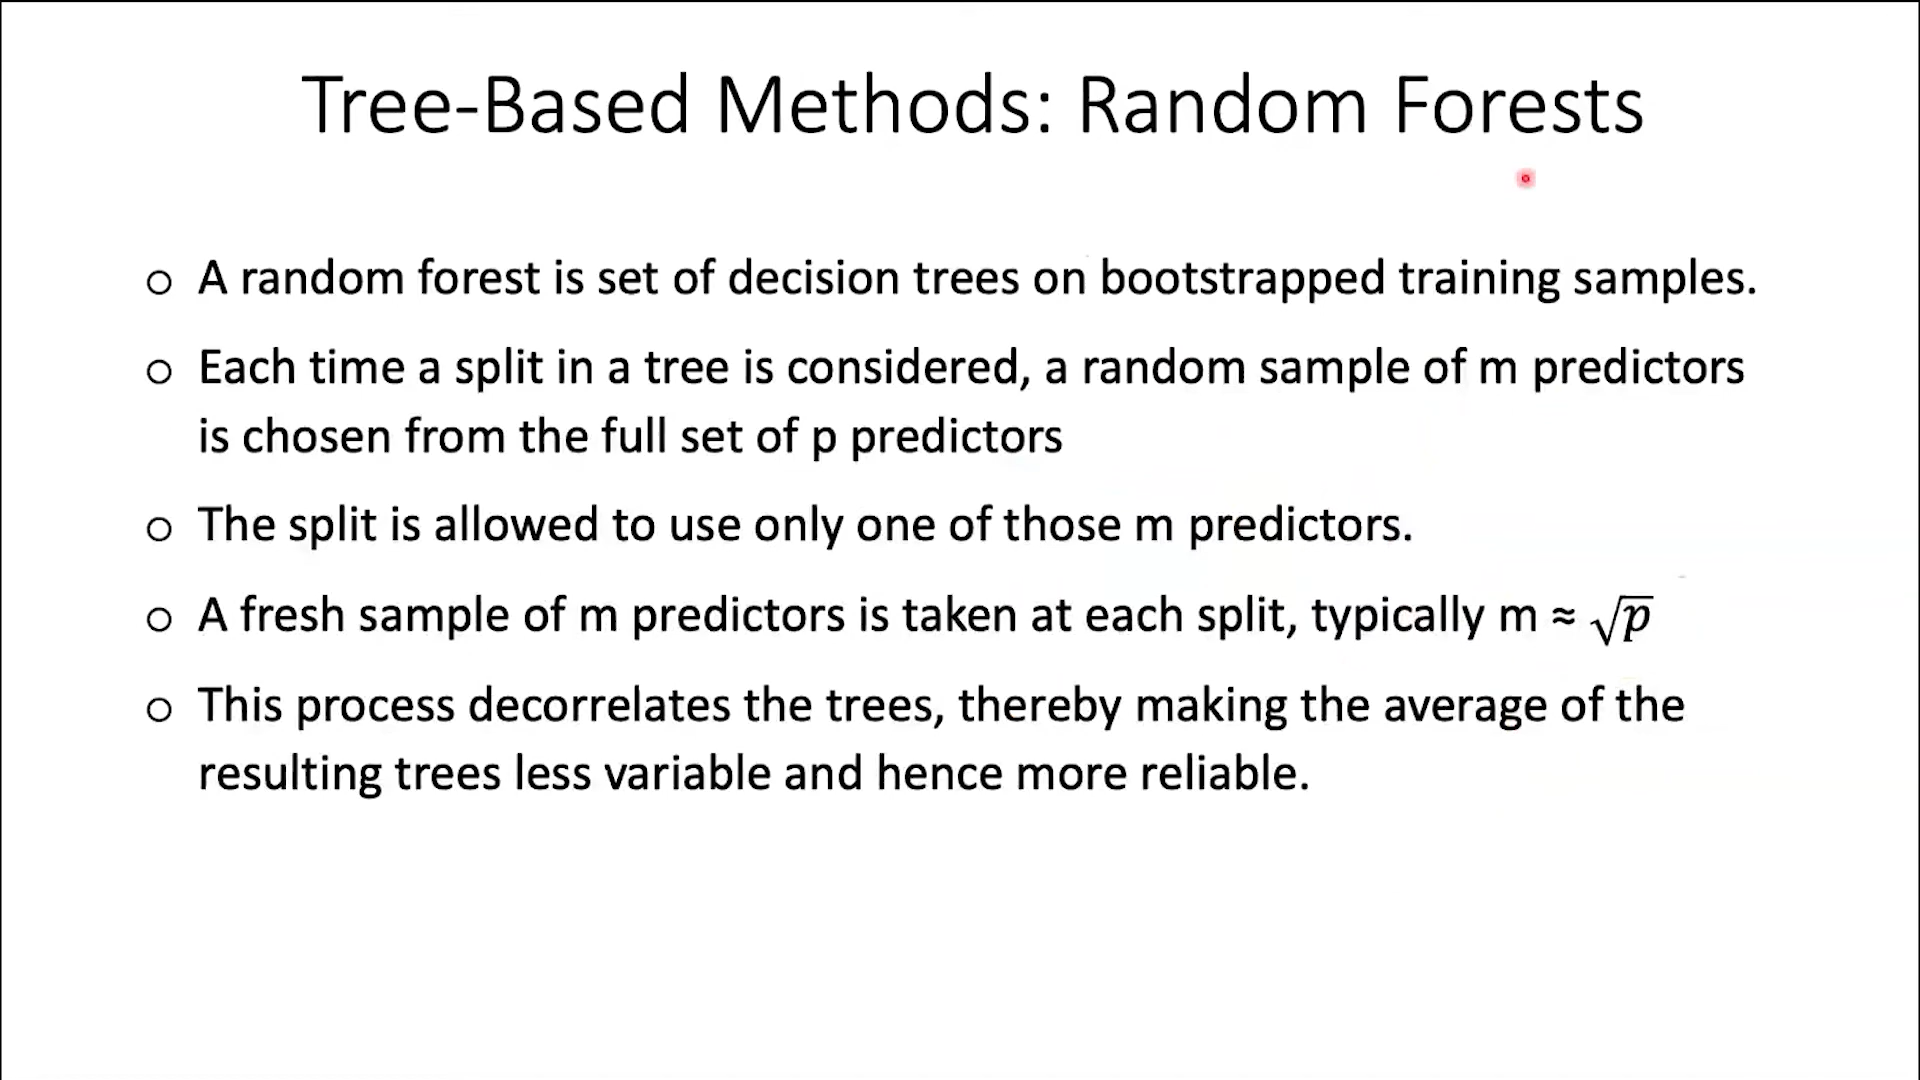 Tree-Based Methods: Random Forests
○ A random forest is set of decision trees on bootstrapped training samples.
○ Each time a split in a tree is considered, a random sample of m predictors
is chosen from the full set of p predictors
○ The split is allowed to use only one of those m predictors.
○ A fresh sample of m predictors is taken at each split, typically m ≈ √p
○ This process decorrelates the trees, thereby making the average of the
resulting trees less variable and hence more reliable.